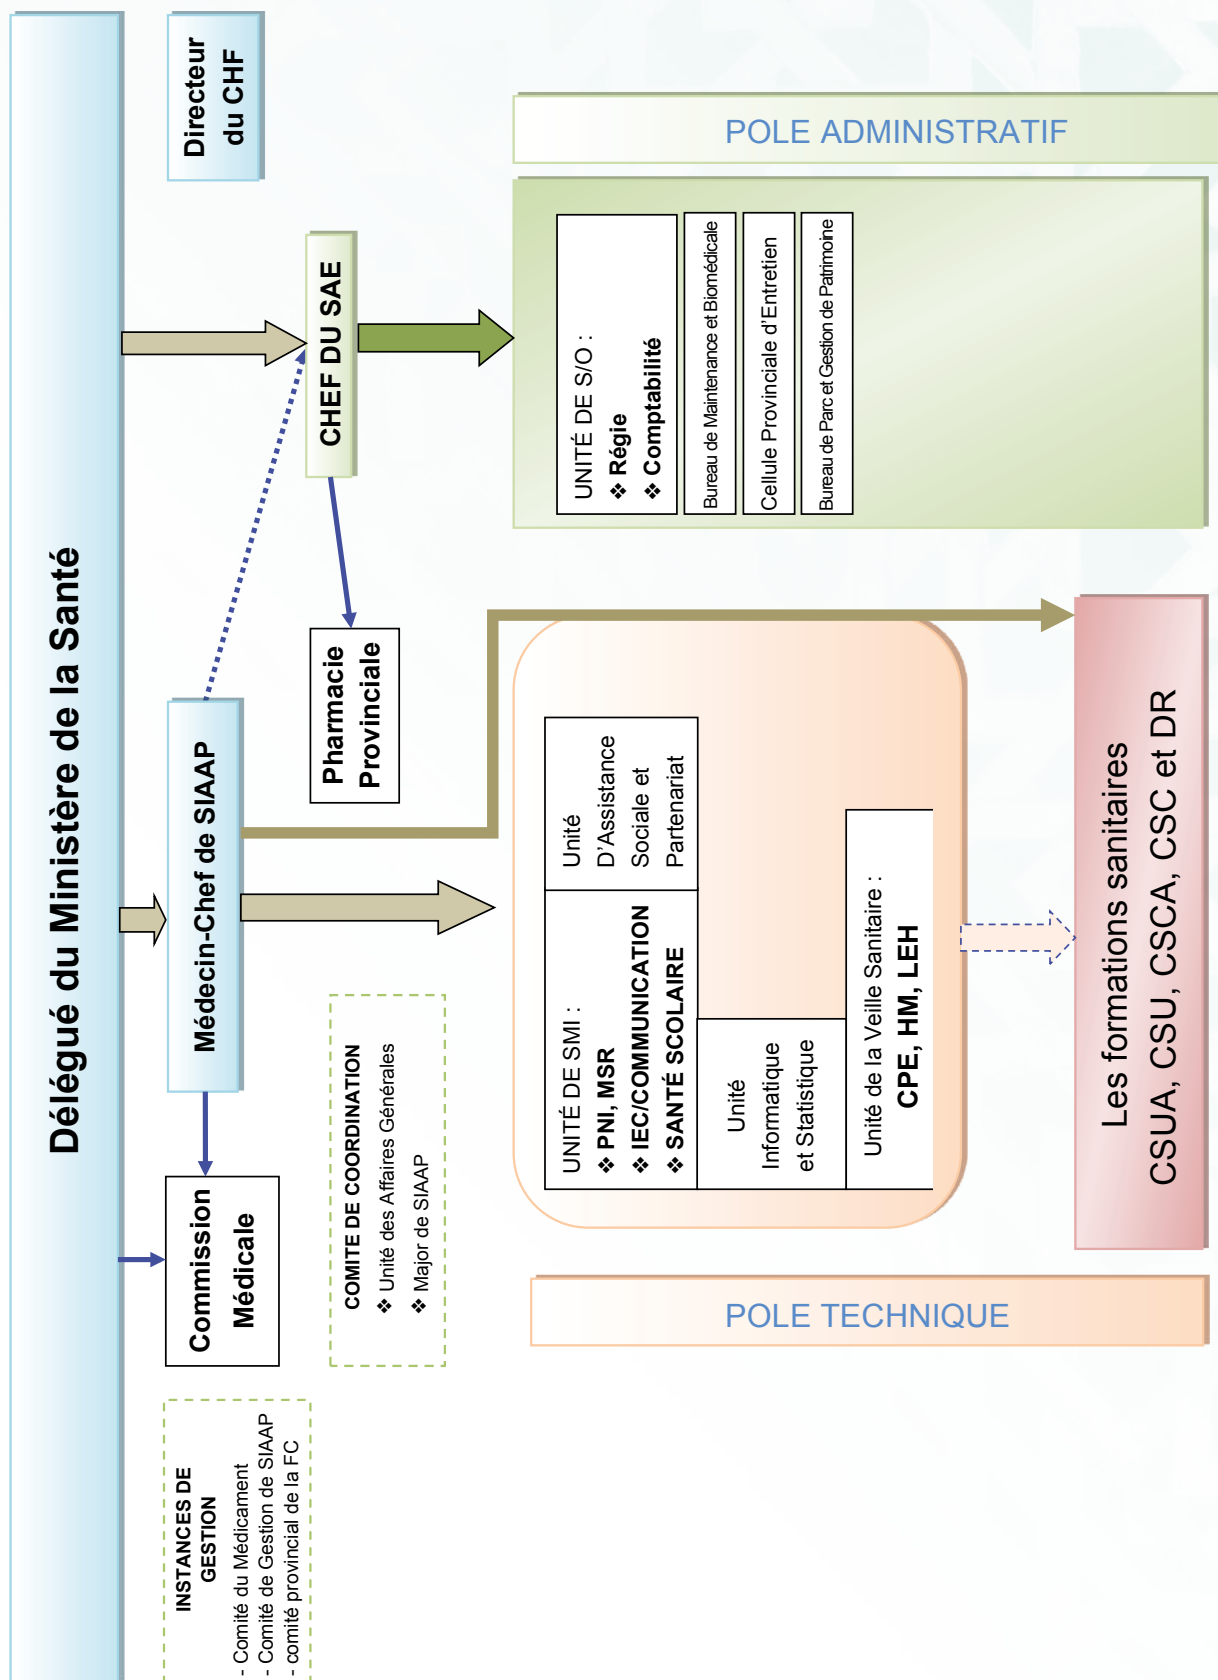 Délégué du Ministère de la Santé
INSTANCES DE
GESTION
- Comité du Médicament
- Comité de Gestion de SIAAP
- comité provincial de la FC
Commission
Médicale
Médecin-Chef de SIAAP
Directeur
du CHF
COMITE DE COORDINATION
❖ Unité des Affaires Générales
❖ Major de SIAAP
Pharmacie
Provinciale
CHEF DU SAE
POLE TECHNIQUE
UNITÉ DE SMI :
❖ PNI, MSR
❖ IEC/COMMUNICATION
❖ SANTÉ SCOLAIRE
Unité
D'Assistance
Sociale et
Partenariat
Unité
Informatique
et Statistique
Unité de la Veille Sanitaire :
CPE, HM, LEH
UNITÉ DE S/O :
❖ Régie
❖ Comptabilité
Bureau de Maintenance et Biomédicale
Cellule Provinciale d'Entretien
Bureau de Parc et Gestion de Patrimoine
POLE ADMINISTRATIF
Les formations sanitaires
CSUA, CSU, CSCA, CSC et DR